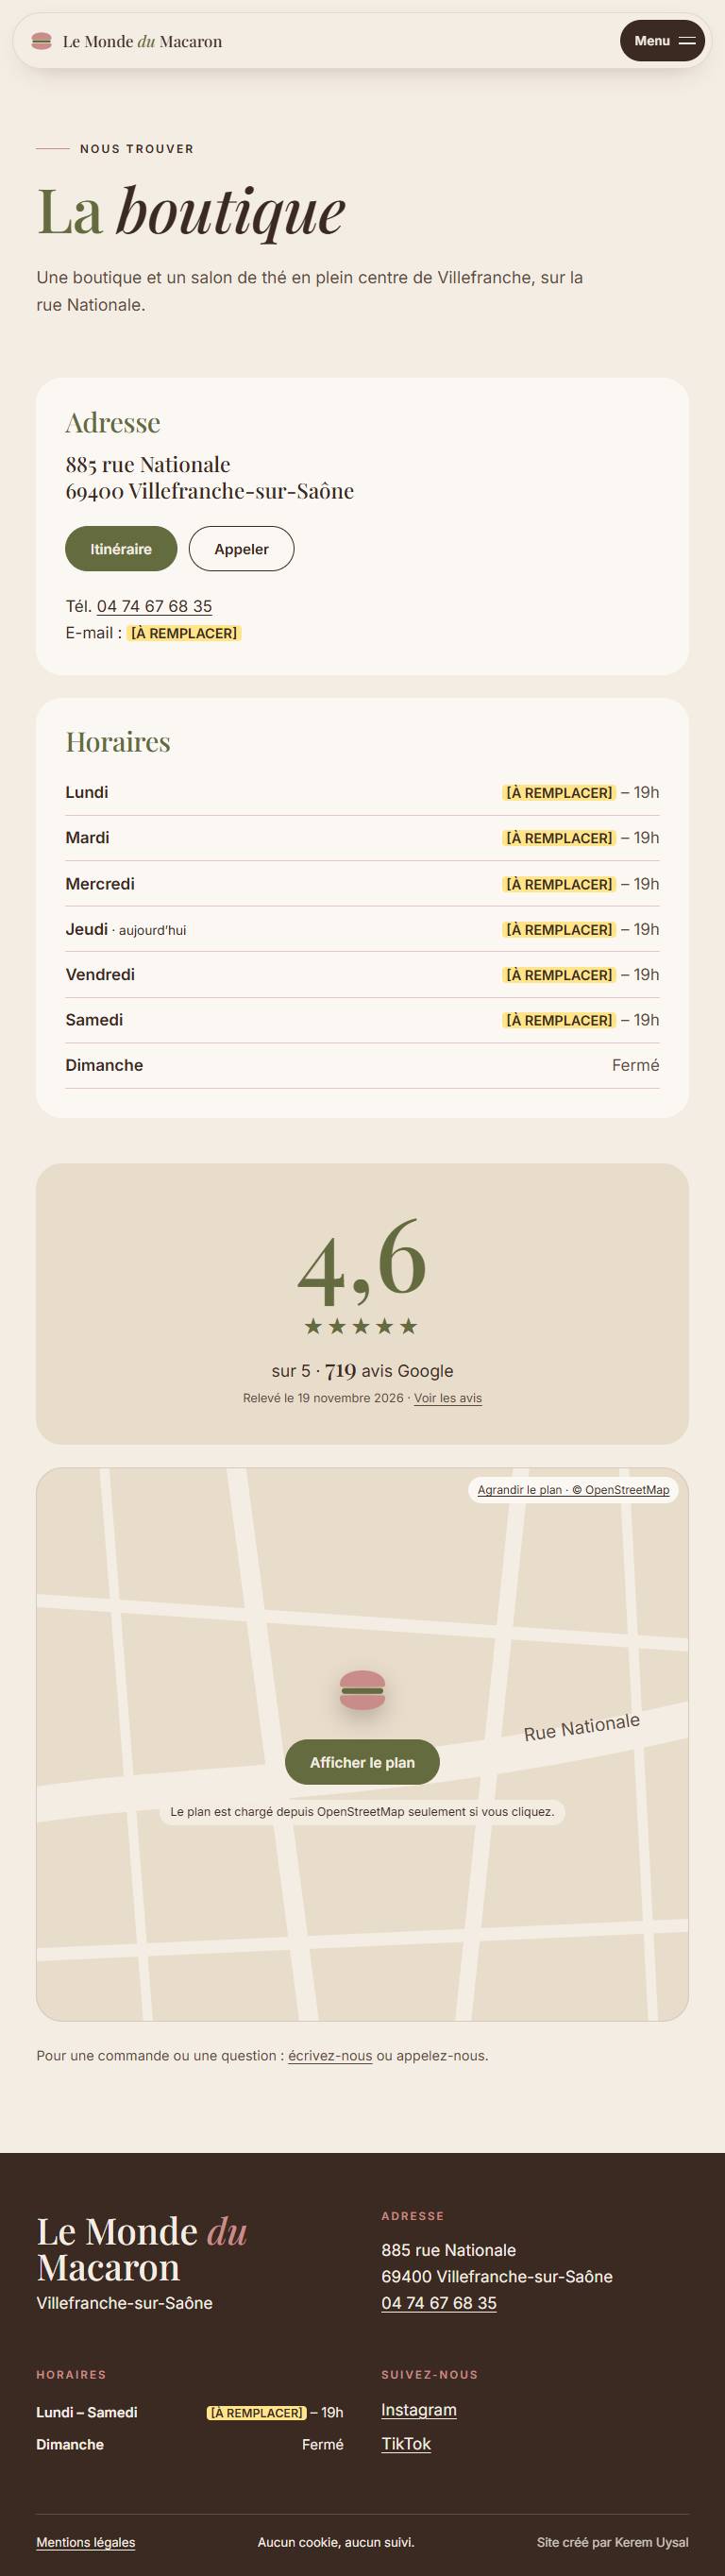 Le Monde du Macaron
Menu
NOUS TROUVER
La boutique
Une boutique et un salon de thé en plein centre de Villefranche, sur la
rue Nationale.
Adresse
885 rue Nationale
69400 Villefranche-sur-Saône
Itinéraire Appeler
Tél. 04 74 67 68 35
E-mail : [À REMPLACER]
Horaires
Lundi [À REMPLACER] – 19h
Mardi [À REMPLACER] – 19h
Mercredi [À REMPLACER] – 19h
Jeudi · aujourd'hui [À REMPLACER] – 19h
Vendredi [À REMPLACER] – 19h
Samedi [À REMPLACER] – 19h
Dimanche Fermé
4,6
★★★★★
sur 5 · 719 avis Google
Relevé le 19 novembre 2026 · Voir les avis
Agrandir le plan · © OpenStreetMap
Rue Nationale
Afficher le plan
Le plan est chargé depuis OpenStreetMap seulement si vous cliquez.
Pour une commande ou une question : écrivez-nous ou appelez-nous.
Le Monde du
Macaron
Villefranche-sur-Saône
ADRESSE
885 rue Nationale
69400 Villefranche-sur-Saône
04 74 67 68 35
HORAIRES
Lundi – Samedi [À REMPLACER] – 19h
Dimanche Fermé
SUIVEZ-NOUS
Instagram
TikTok
Mentions légales Aucun cookie, aucun suivi. Site créé par Kerem Uysal